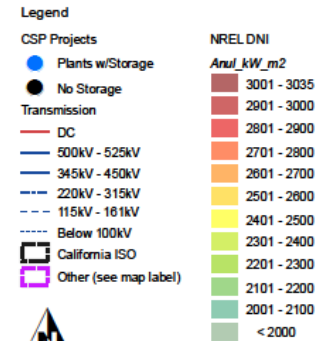 Legend
CSP Projects
Plants w/Storage
No Storage
Transmission
DC
500kV - 525kV
345kV - 450kV
220kV - 315kV
115kV - 161kV
Below 100kV
California ISO
Other (see map label)
N
NREL DNI
Anul_kW_m2
3001 - 3035
2901 - 3000
2801 - 2900
2701 - 2800
2601 - 2700
2501 - 2600
2401 - 2500
2301 - 2400
2201 - 2300
2101 - 2200
2001 - 2100
< 2000